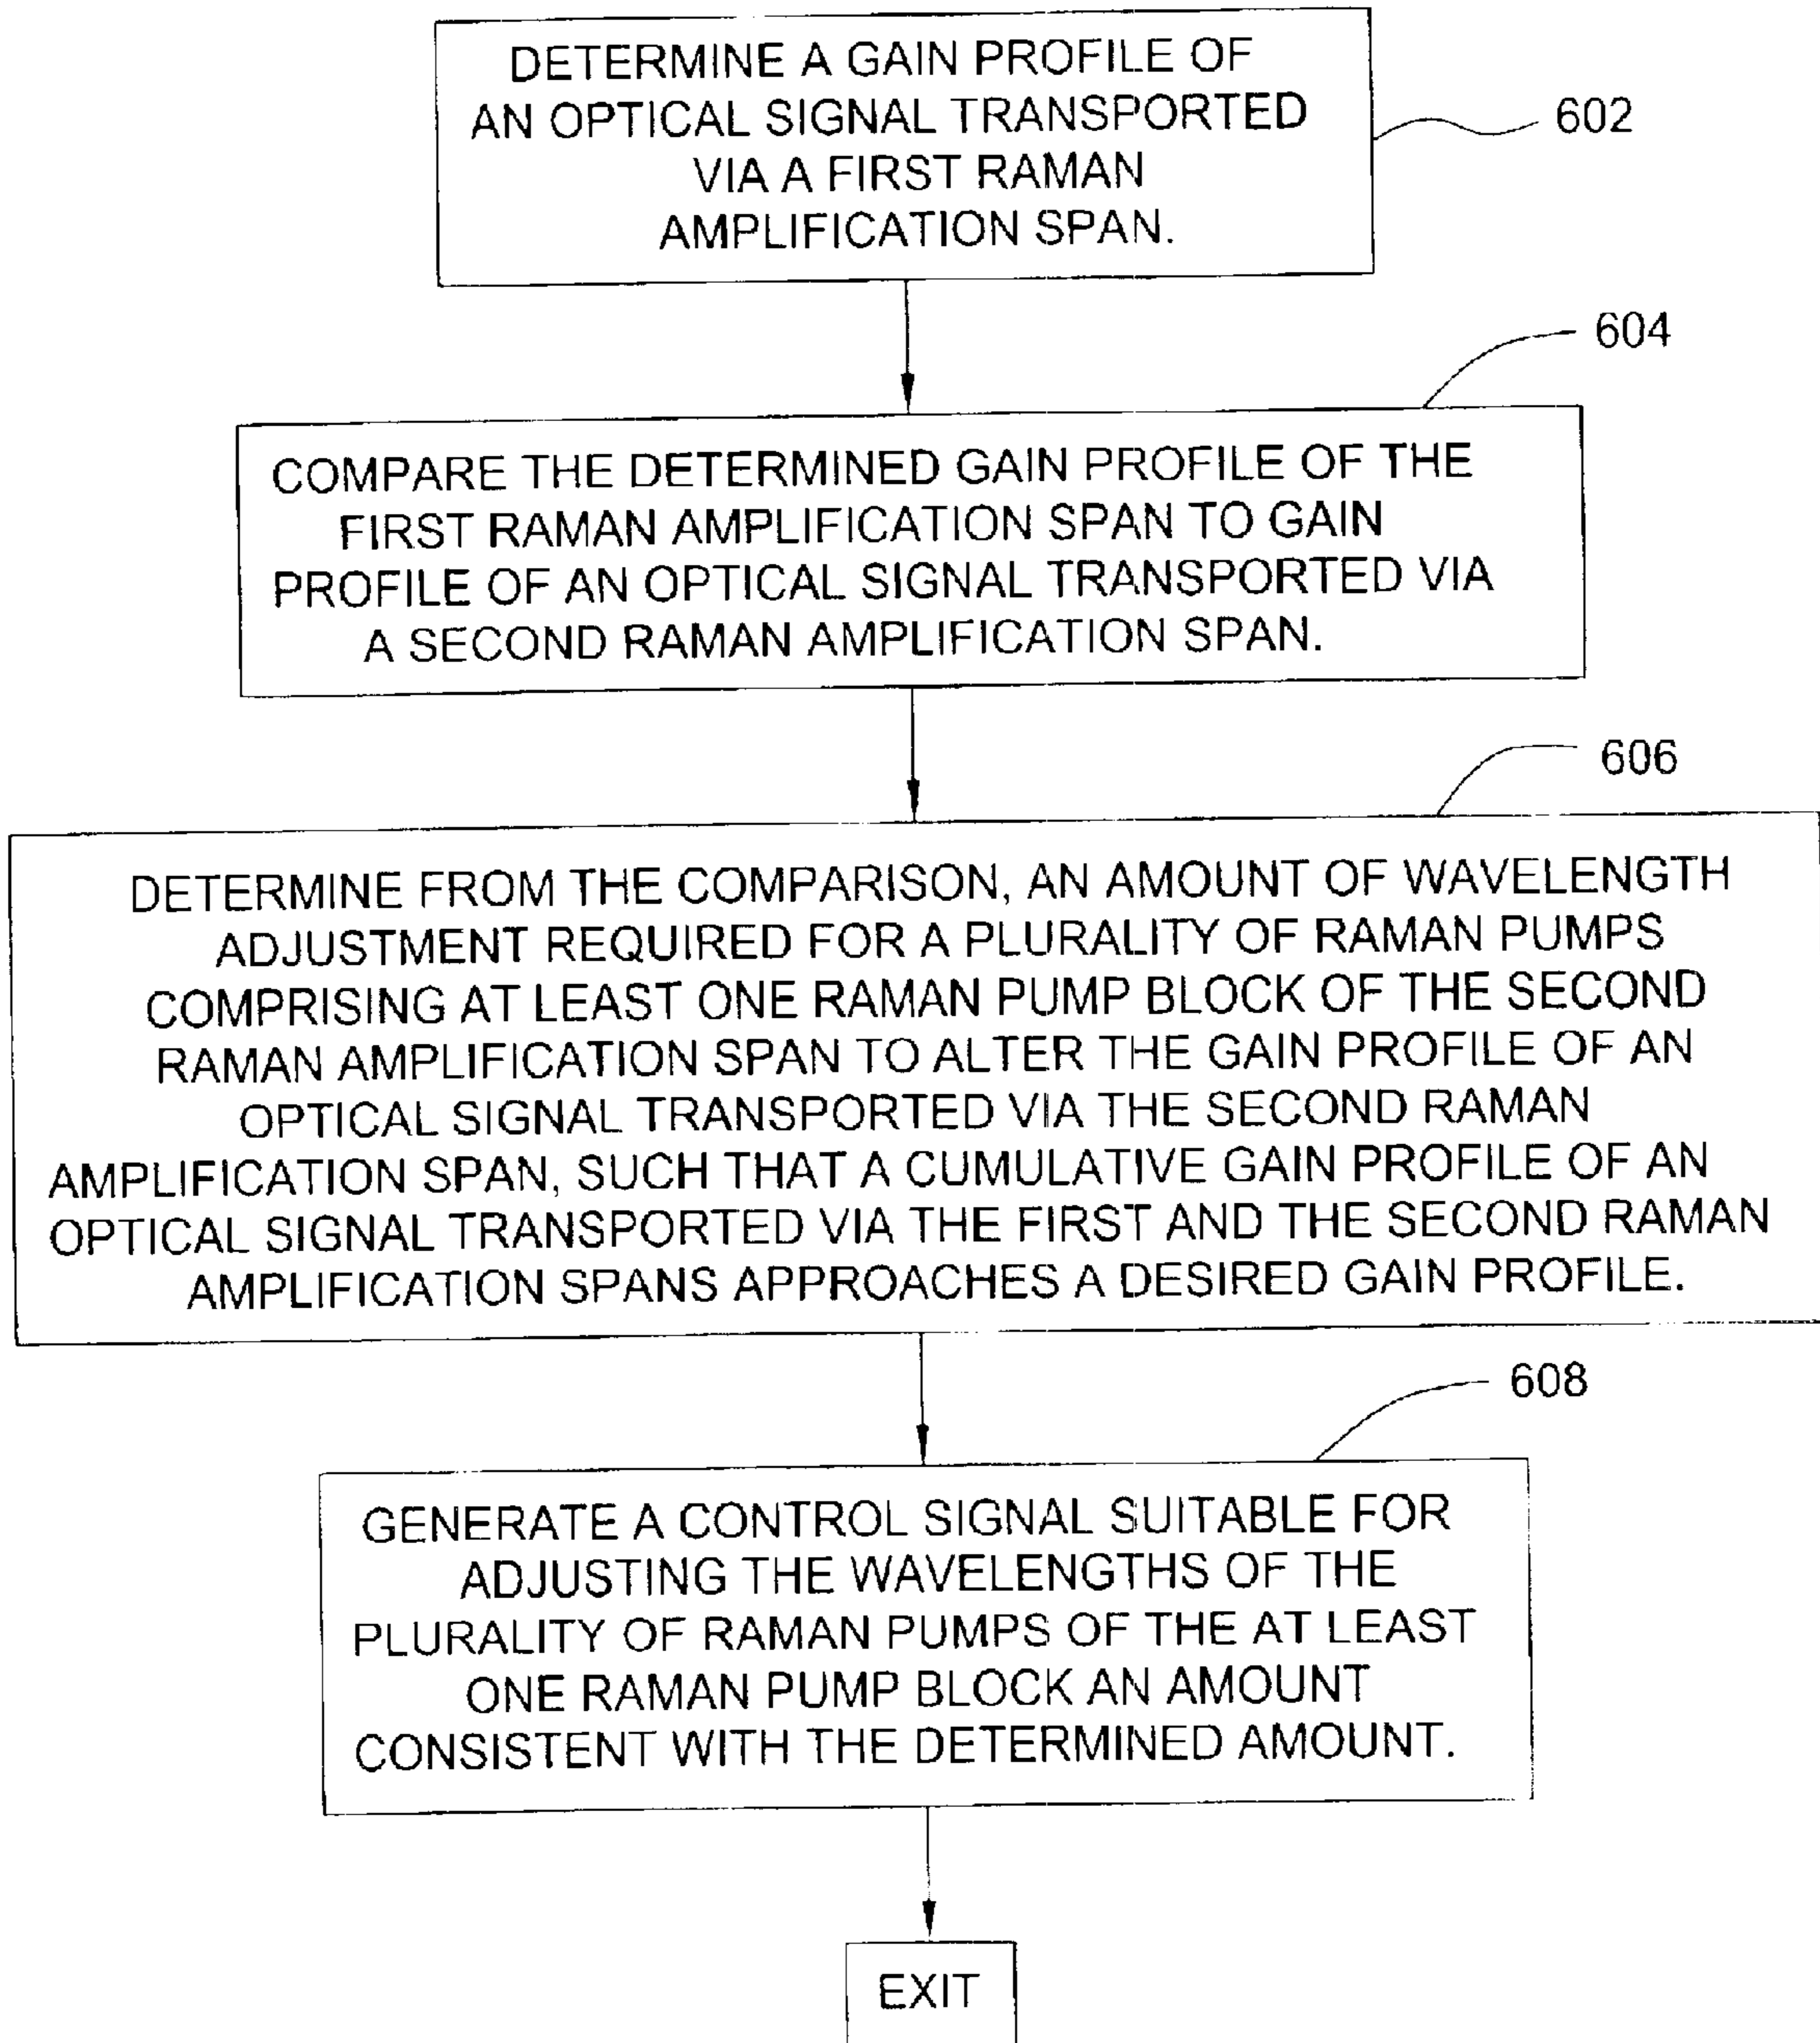 DETERMINE A GAIN PROFILE OF
AN OPTICAL SIGNAL TRANSPORTED
VIA A FIRST RAMAN
AMPLIFICATION SPAN.
602
604
COMPARE THE DETERMINED GAIN PROFILE OF THE
FIRST RAMAN AMPLIFICATION SPAN TO GAIN
PROFILE OF AN OPTICAL SIGNAL TRANSPORTED VIA
A SECOND RAMAN AMPLIFICATION SPAN.
606
DETERMINE FROM THE COMPARISON, AN AMOUNT OF WAVELENGTH
ADJUSTMENT REQUIRED FOR A PLURALITY OF RAMAN PUMPS
COMPRISING AT LEAST ONE RAMAN PUMP BLOCK OF THE SECOND
RAMAN AMPLIFICATION SPAN TO ALTER THE GAIN PROFILE OF AN
OPTICAL SIGNAL TRANSPORTED VIA THE SECOND RAMAN
AMPLIFICATION SPAN, SUCH THAT A CUMULATIVE GAIN PROFILE OF AN
OPTICAL SIGNAL TRANSPORTED VIA THE FIRST AND THE SECOND RAMAN
AMPLIFICATION SPANS APPROACHES A DESIRED GAIN PROFILE.
608
GENERATE A CONTROL SIGNAL SUITABLE FOR
ADJUSTING THE WAVELENGTHS OF THE
PLURALITY OF RAMAN PUMPS OF THE AT LEAST
ONE RAMAN PUMP BLOCK AN AMOUNT
CONSISTENT WITH THE DETERMINED AMOUNT.
EXIT